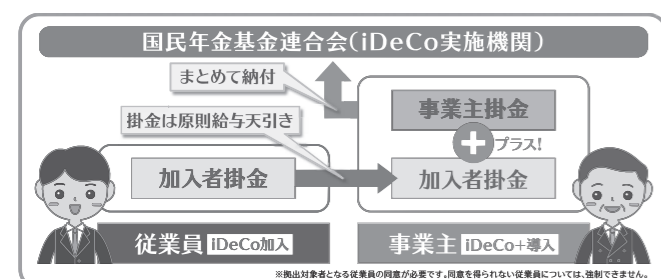 国民年金基金連合会（iDeCo実施機関）
まとめて納付
掛金は原則給与天引き
事業主掛金
プラス！
加入者掛金
加入者掛金
従業員 iDeCo加入
事業主 iDeCo+導入
※拠出対象者となる従業員の同意が必要です。同意を得られない従業員については、強制できません。